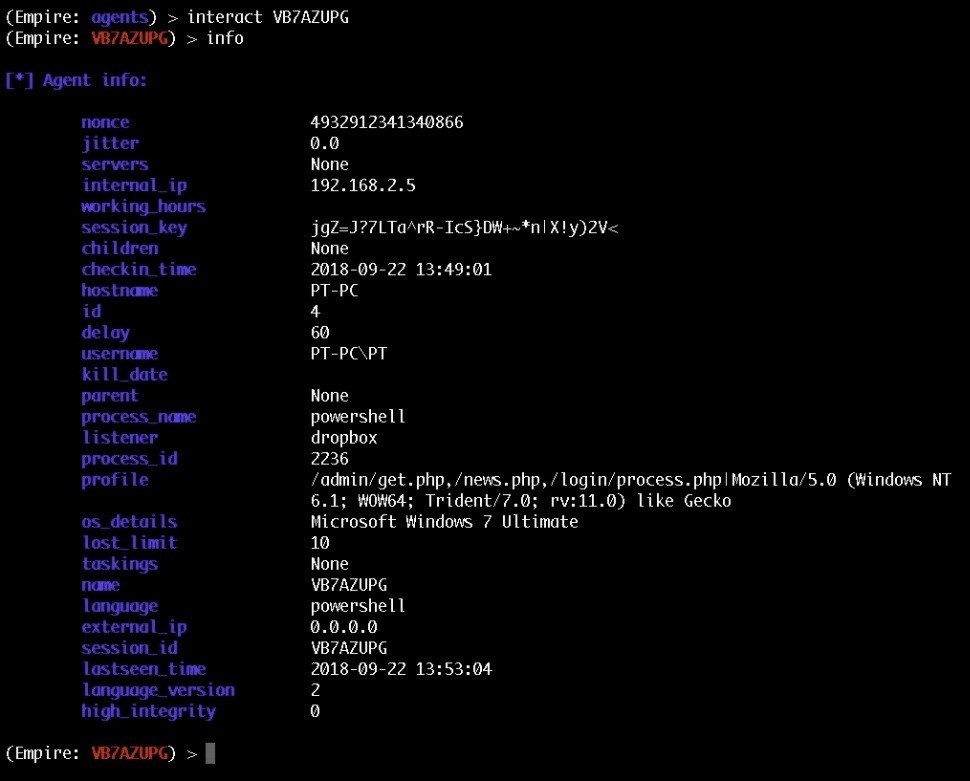 (Empire: agents) > interact VB7AZUPG
(Empire: VB7AZUPG) > info
[*] Agent info:
nonce 4932912341340866
jitter 0.0
servers None
internal_ip 192.168.2.5
working_hours
session_key jgZ=J?7LTa^rR-IcS}DW+~*n|X!y)2V<
children None
checkin_time 2018-09-22 13:49:01
hostname PT-PC
id 4
delay 60
username PT-PC\PT
kill_date
parent None
process_name powershell
listener dropbox
process_id 2236
profile /admin/get.php,/news.php,/login/process.php|Mozilla/5.0 (Windows NT
6.1; WOW64; Trident/7.0; rv:11.0) like Gecko
os_details Microsoft Windows 7 Ultimate
lost_limit 10
taskings None
name VB7AZUPG
language powershell
external_ip 0.0.0.0
session_id VB7AZUPG
lastseen_time 2018-09-22 13:53:04
language_version 2
high_integrity 0
(Empire: VB7AZUPG) >